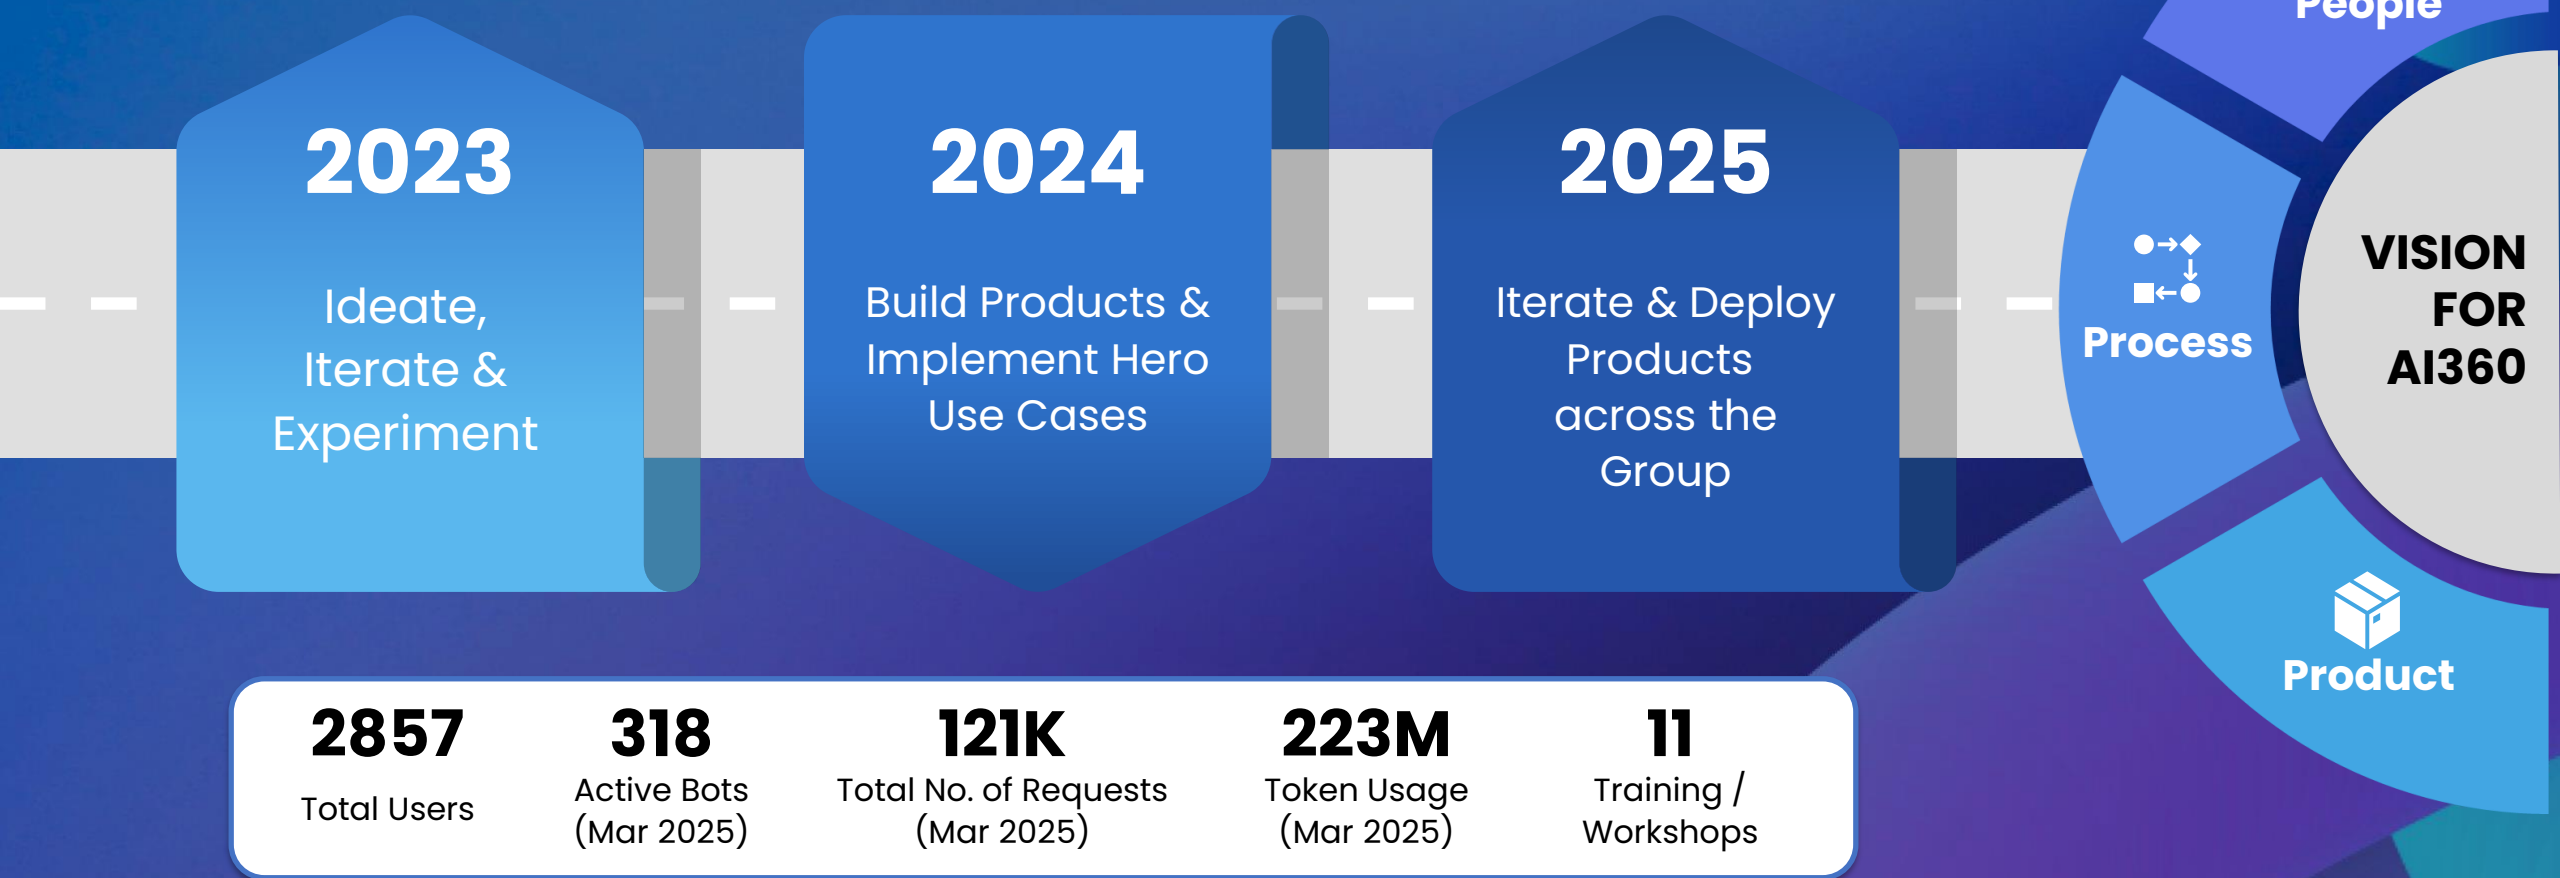 People
2023
Ideate,
Iterate &
Experiment
2024
Build Products &
Implement Hero
Use Cases
2025
Iterate & Deploy
Products
across the
Group
Process
VISION
FOR
AI360
Product
2857
Total Users
318
Active Bots
(Mar 2025)
121K
Total No. of Requests
(Mar 2025)
223M
Token Usage
(Mar 2025)
11
Training /
Workshops